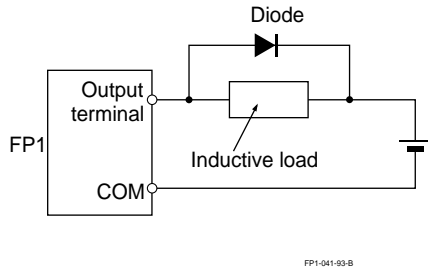 Diode
Output
terminal
FP1
Inductive load
COM
FP1-041-93-B